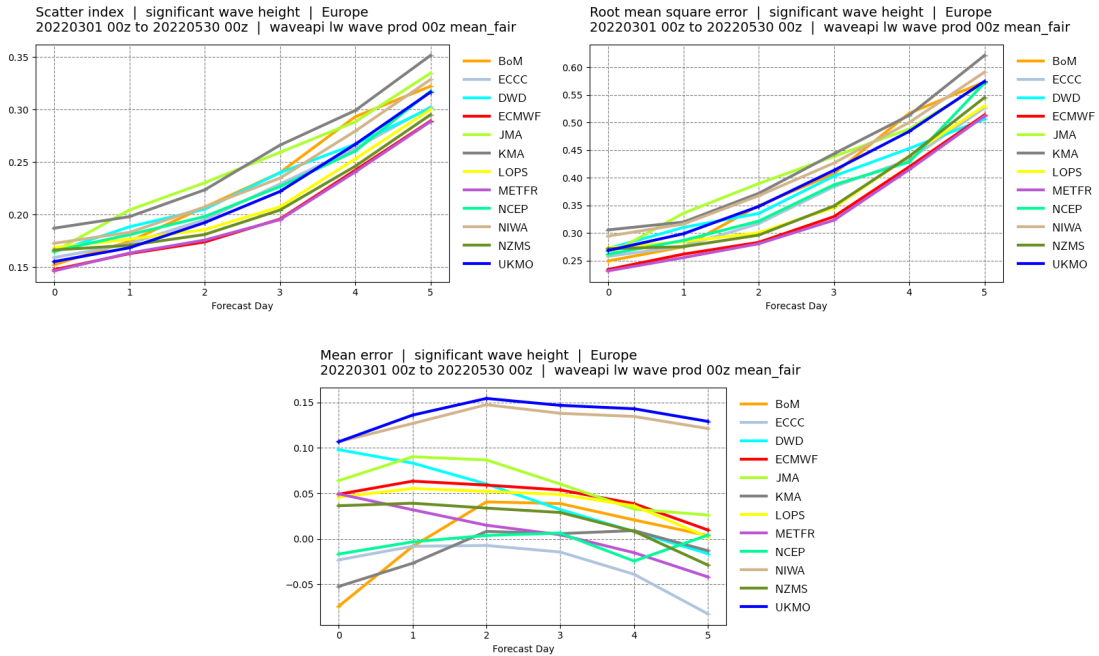 Scatter index | significant wave height | Europe
20220301 00z to 20220530 00z | waveapi lw wave prod 00z mean_fair
0.35
0.30
0.25
0.20
0.15
0 1 2 3 4 5
Forecast Day
BoM
ECCC
DWD
ECMWF
JMA
KMA
LOPS
METFR
NCEP
NIWA
NZMS
UKMO
Root mean square error | significant wave height | Europe
20220301 00z to 20220530 00z | waveapi lw wave prod 00z mean_fair
0.60
0.55
0.50
0.45
0.40
0.35
0.30
0.25
0 1 2 3 4 5
Forecast Day
BoM
ECCC
DWD
ECMWF
JMA
KMA
LOPS
METFR
NCEP
NIWA
NZMS
UKMO
Mean error | significant wave height | Europe
20220301 00z to 20220530 00z | waveapi lw wave prod 00z mean_fair
0.15
0.10
0.05
0.00
−0.05
0 1 2 3 4 5
Forecast Day
BoM
ECCC
DWD
ECMWF
JMA
KMA
LOPS
METFR
NCEP
NIWA
NZMS
UKMO